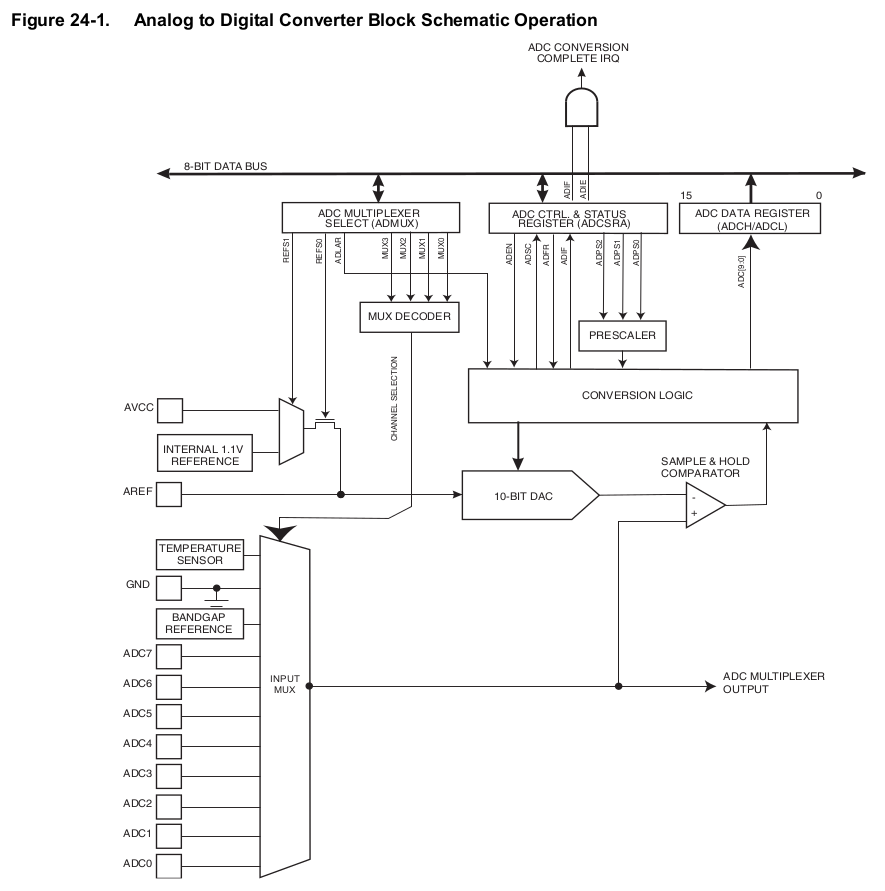 Figure 24-1. Analog to Digital Converter Block Schematic Operation
ADC CONVERSION
COMPLETE IRQ
8-BIT DATA BUS
ADIF
ADIE
15
0
ADC MULTIPLEXER
SELECT (ADMUX)
ADC CTRL. & STATUS
REGISTER (ADCSRA)
ADC DATA REGISTER
(ADCH/ADCL)
REFS1
REFS0
ADLAR
MUX3
MUX2
MUX1
MUX0
ADEN
ADSC
ADFR
ADIF
ADPS2
ADPS1
ADPS0
ADC[9:0]
MUX DECODER
PRESCALER
CHANNEL SELECTION
CONVERSION LOGIC
AVCC
INTERNAL 1.1V
REFERENCE
SAMPLE & HOLD
COMPARATOR
AREF
10-BIT DAC
-
+
TEMPERATURE
SENSOR
GND
BANDGAP
REFERENCE
ADC7
ADC6
INPUT
MUX
ADC MULTIPLEXER
OUTPUT
ADC5
ADC4
ADC3
ADC2
ADC1
ADC0